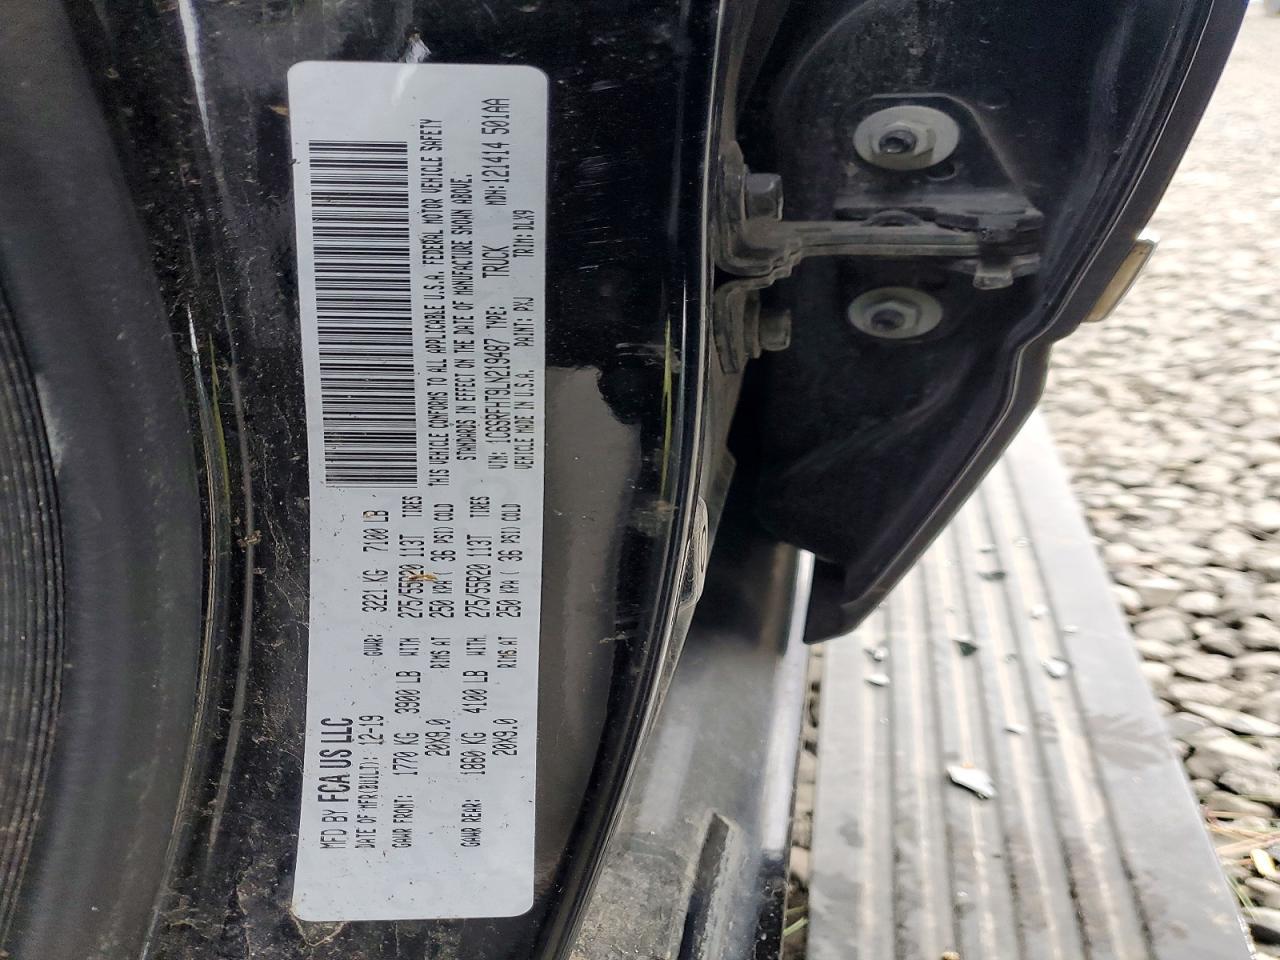 MFD BY FCA US LLC
DATE OF MFR(BUILT): 12-19 GVWR: 3221 KG 7100 LB
GAWR FRONT: 1770 KG 3900 LB WITH 275/55R20 113T TIRES
20X9.0 RIMS AT 250 KPA ( 36 PSI) COLD
GAWR REAR: 1860 KG 4100 LB WITH 275/55R20 113T TIRES
20X9.0 RIMS AT 250 KPA ( 36 PSI) COLD
THIS VEHICLE CONFORMS TO ALL APPLICABLE U.S.A. FEDERAL MOTOR VEHICLE SAFETY
STANDARDS IN EFFECT ON THE DATE OF MANUFACTURE SHOWN ABOVE.
VIN: 1C6SRFHT9LN219487 TYPE: TRUCK MDH: 121414 501AA
VEHICLE MADE IN U.S.A. PAINT: PXJ TRIM: DLX9